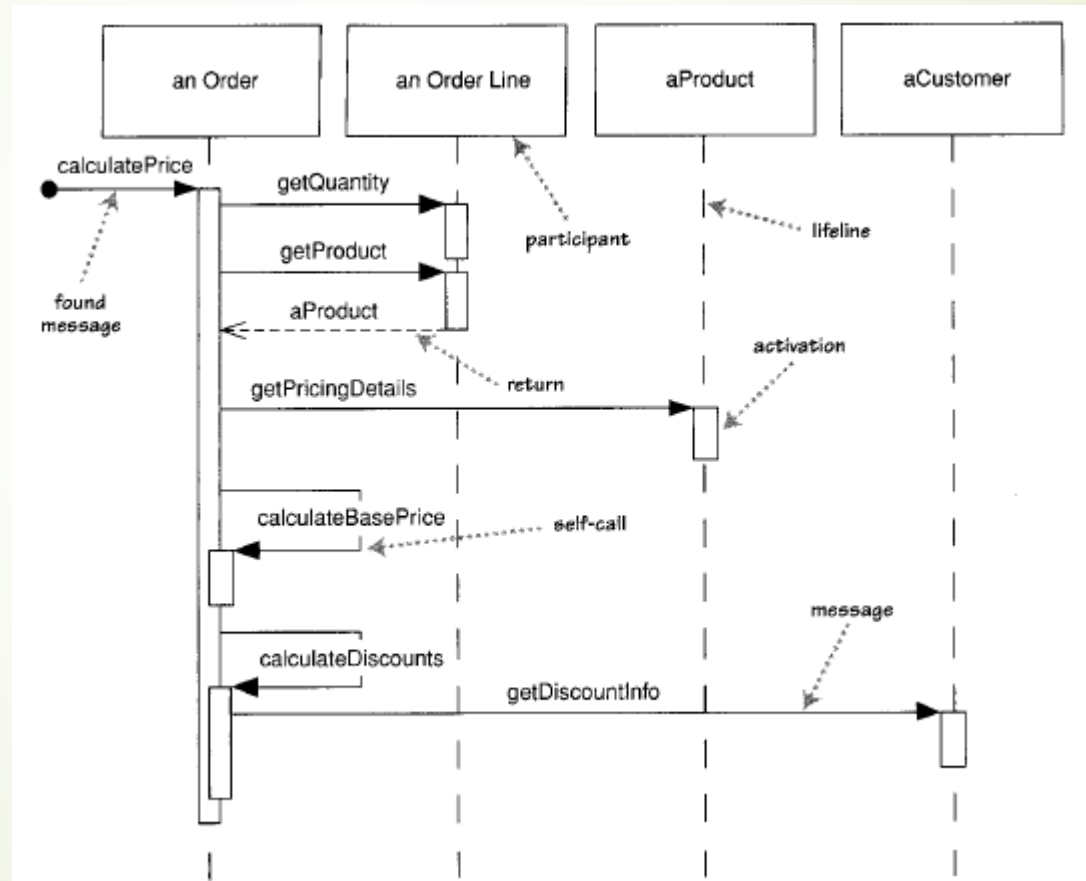 an Order
an Order Line
aProduct
aCustomer
calculatePrice
getQuantity
participant
lifeline
getProduct
found
message
aProduct
activation
return
getPricingDetails
calculateBasePrice
self-call
message
calculateDiscounts
getDiscountInfo